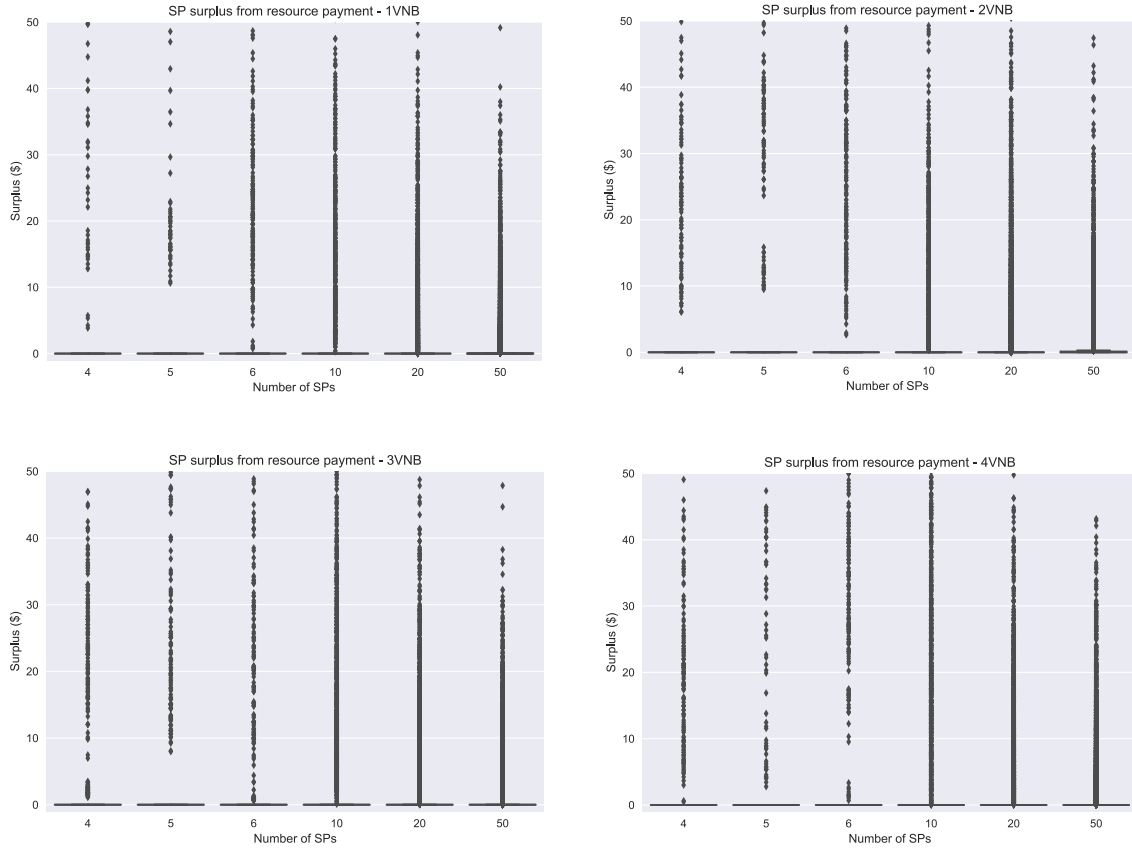 SP surplus from resource payment - 1VNB
50
40
30
20
10
0
Surplus ($)
4 5 6 10 20 50
Number of SPs
SP surplus from resource payment - 2VNB
50
40
30
20
10
0
Surplus ($)
4 5 6 10 20 50
Number of SPs
SP surplus from resource payment - 3VNB
50
40
30
20
10
0
Surplus ($)
4 5 6 10 20 50
Number of SPs
SP surplus from resource payment - 4VNB
50
40
30
20
10
0
Surplus ($)
4 5 6 10 20 50
Number of SPs